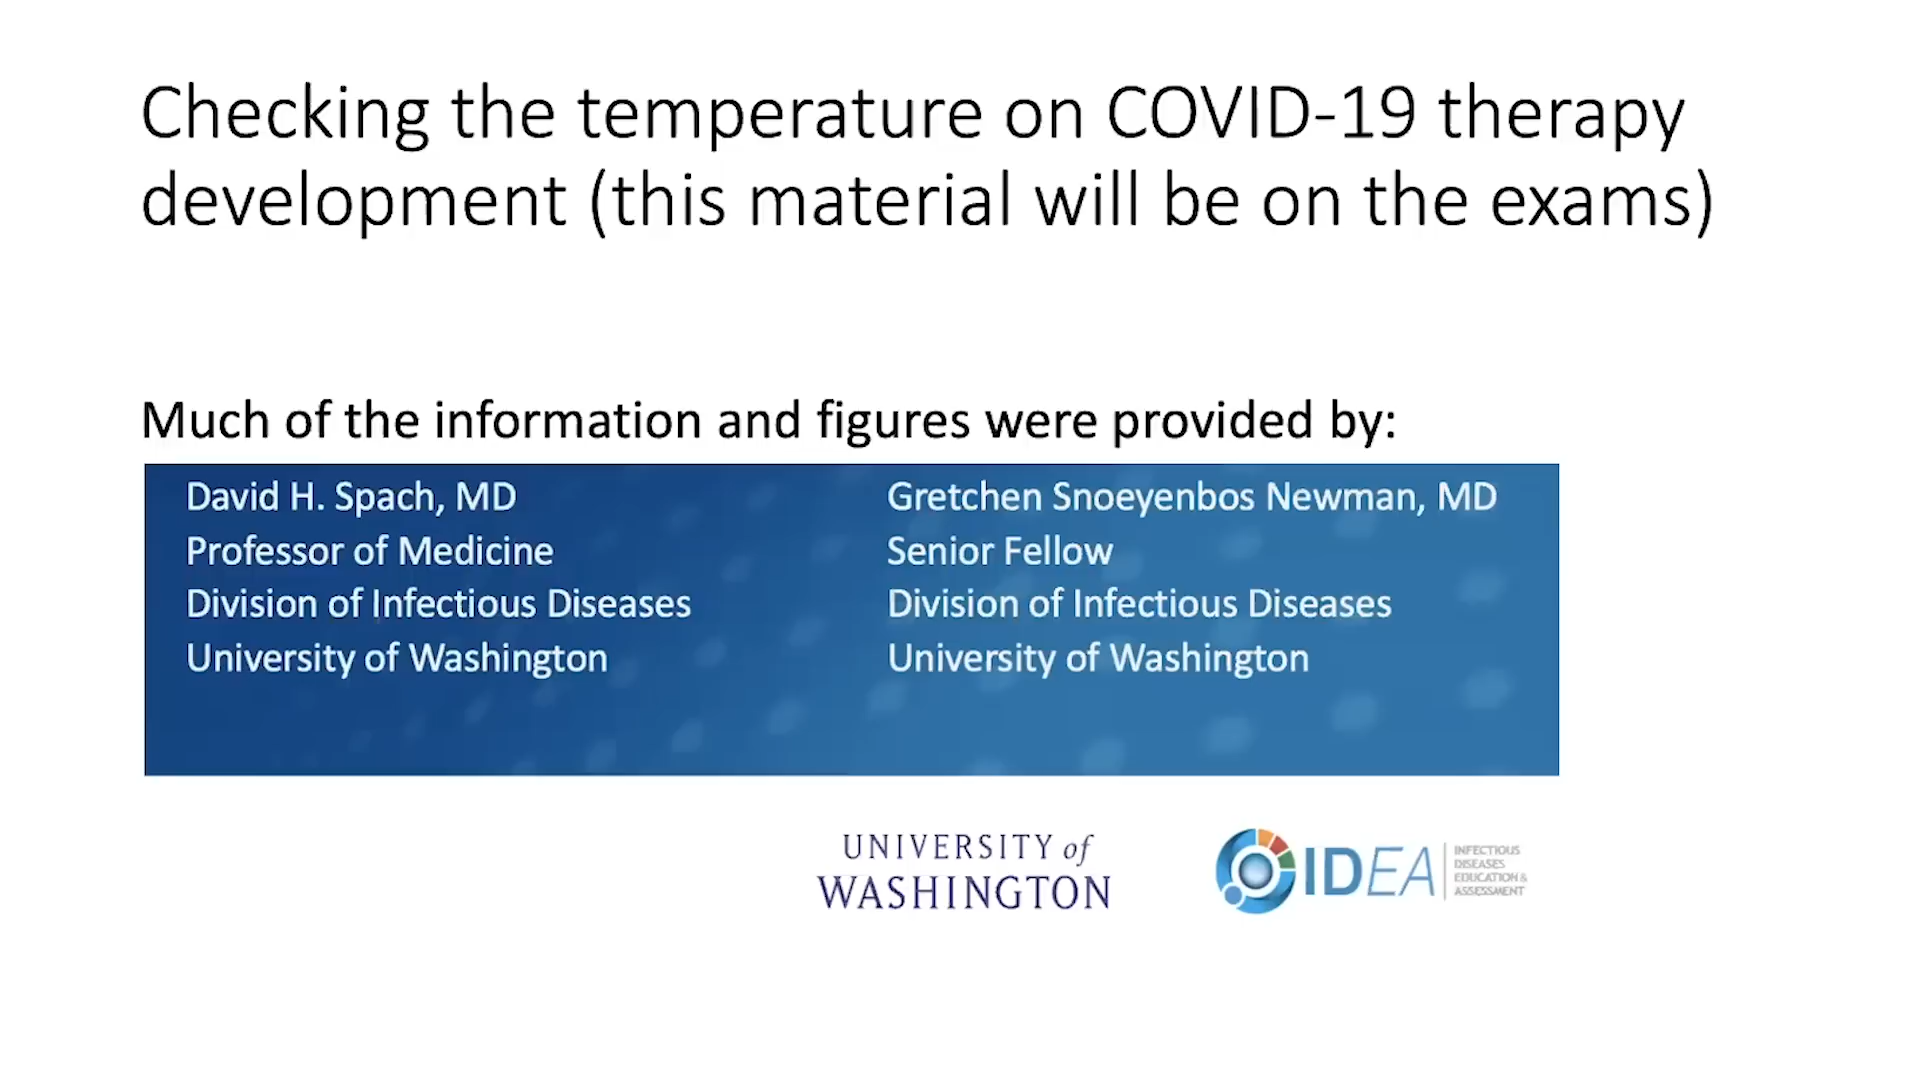 Checking the temperature on COVID-19 therapy
development (this material will be on the exams)
Much of the information and figures were provided by:
David H. Spach, MD
Professor of Medicine
Division of Infectious Diseases
University of Washington
Gretchen Snoeyenbos Newman, MD
Senior Fellow
Division of Infectious Diseases
University of Washington
UNIVERSITY of
WASHINGTON
IDEA
INFECTIOUS
DISEASES
EDUCATION &
ASSESSMENT